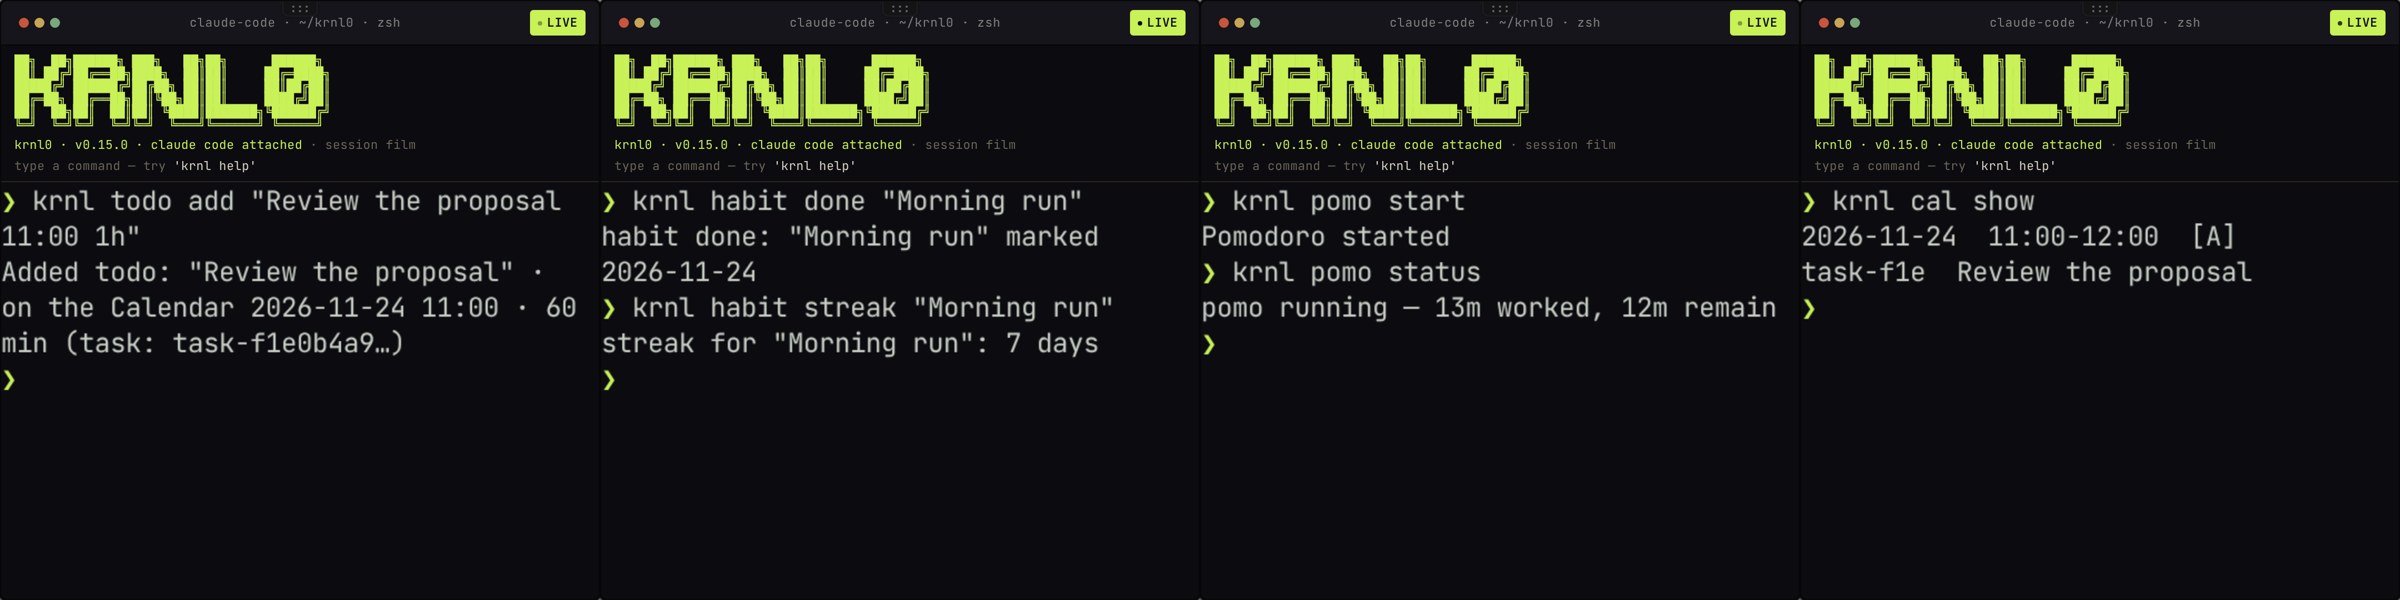 claude-code · ~/krnl0 · zsh
LIVE
KRNL0
krnl0 · v0.15.0 · claude code attached · session film
type a command — try 'krnl help'
❯ krnl todo add "Review the proposal
11:00 1h"
Added todo: "Review the proposal" ·
on the Calendar 2026-11-24 11:00 · 60
min (task: task-f1e0b4a9…)
❯
claude-code · ~/krnl0 · zsh
LIVE
KRNL0
krnl0 · v0.15.0 · claude code attached · session film
type a command — try 'krnl help'
❯ krnl habit done "Morning run"
habit done: "Morning run" marked
2026-11-24
❯ krnl habit streak "Morning run"
streak for "Morning run": 7 days
❯
claude-code · ~/krnl0 · zsh
LIVE
KRNL0
krnl0 · v0.15.0 · claude code attached · session film
type a command — try 'krnl help'
❯ krnl pomo start
Pomodoro started
❯ krnl pomo status
pomo running — 13m worked, 12m remain
❯
claude-code · ~/krnl0 · zsh
LIVE
KRNL0
krnl0 · v0.15.0 · claude code attached · session film
type a command — try 'krnl help'
❯ krnl cal show
2026-11-24  11:00-12:00  [A]
task-f1e  Review the proposal
❯